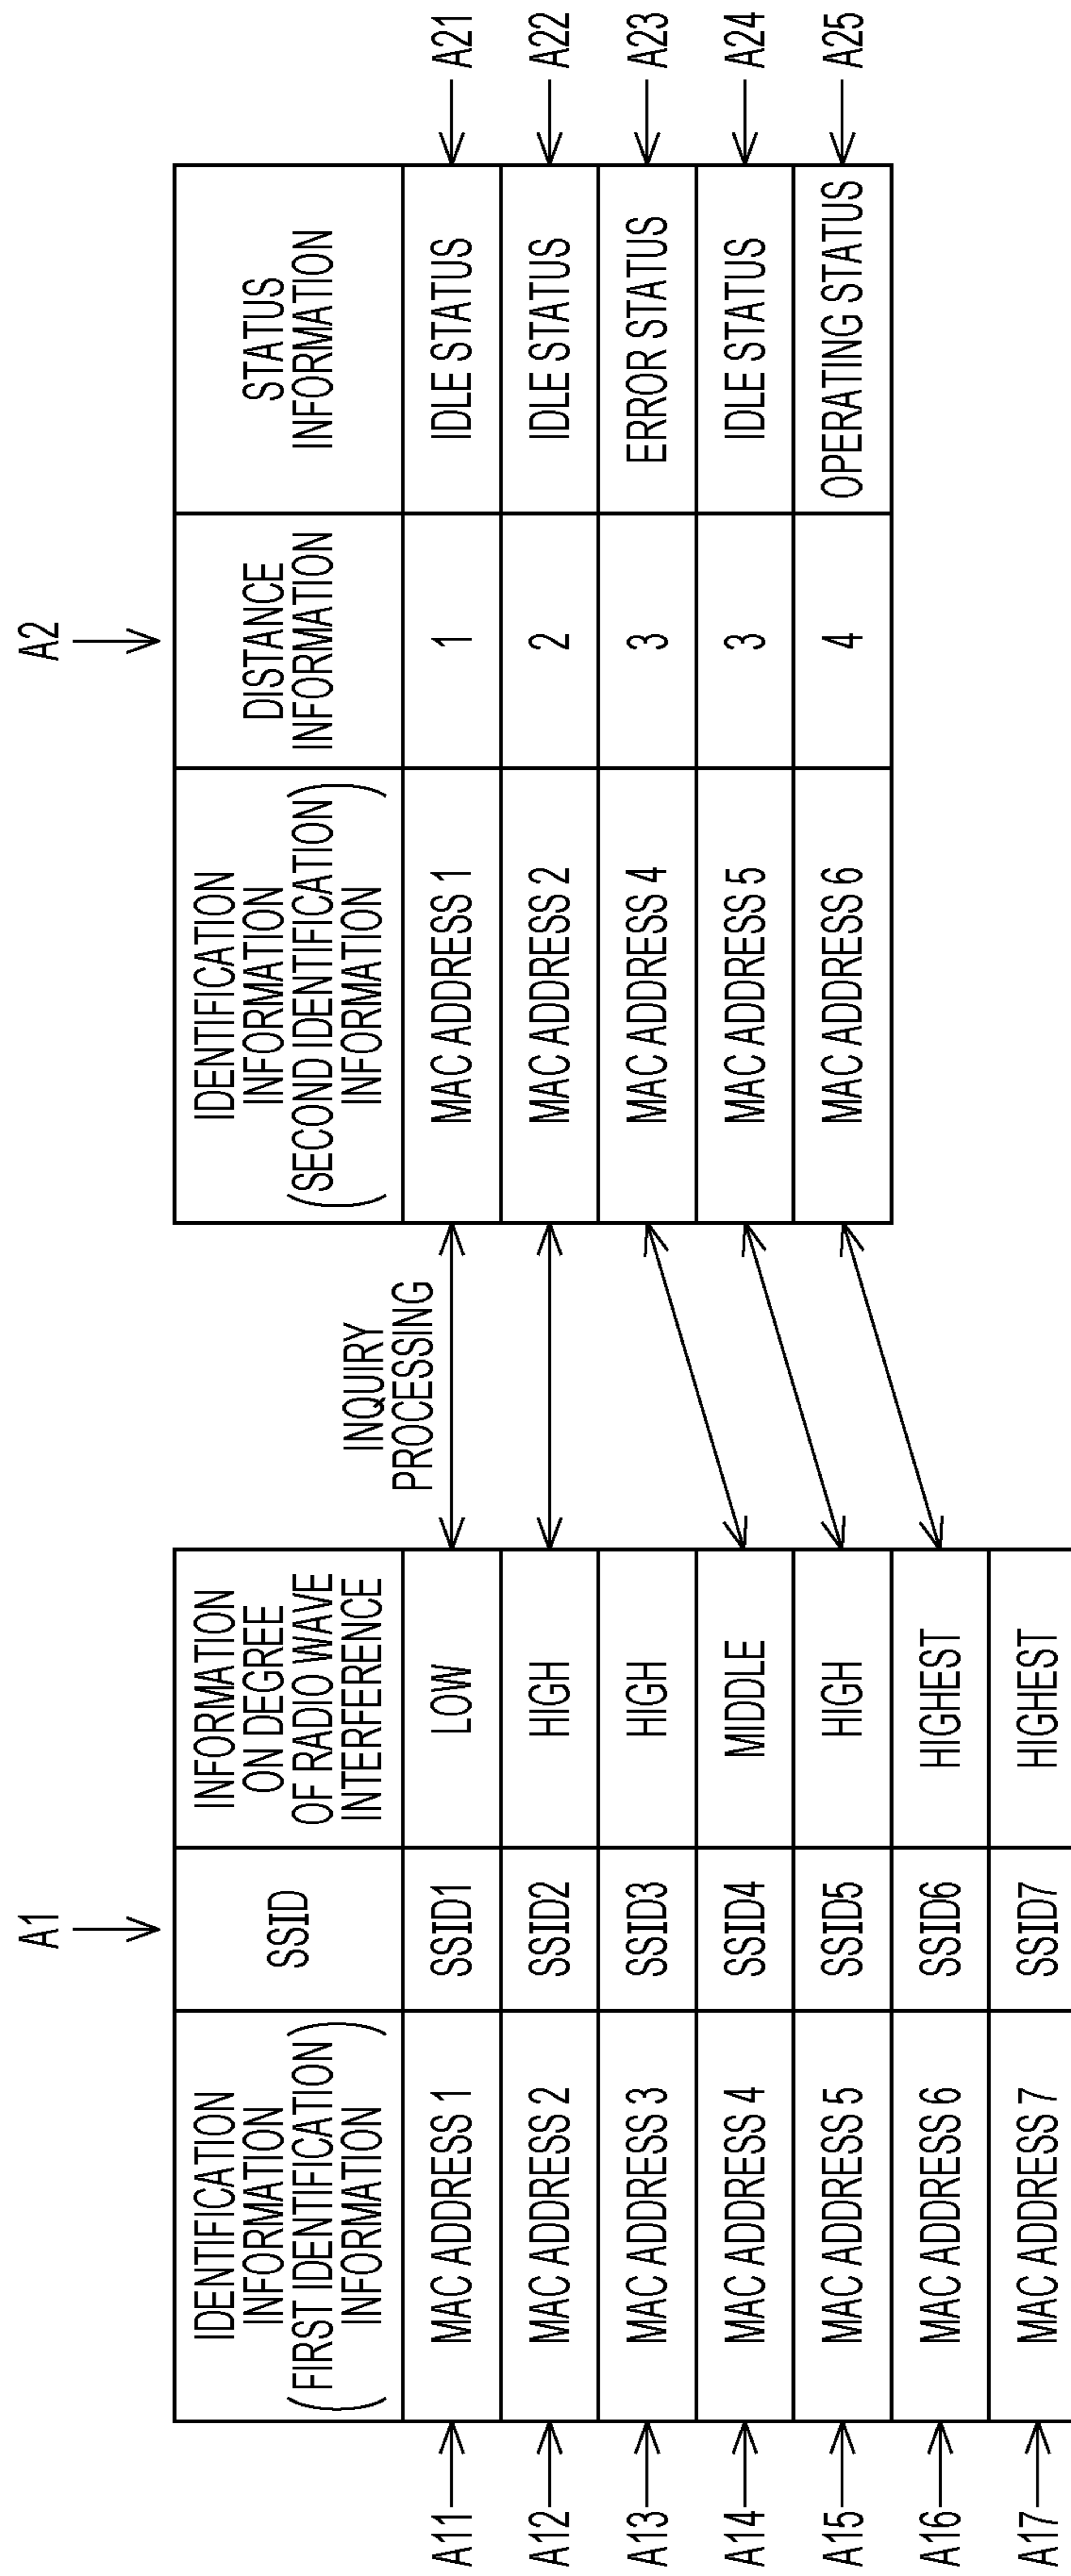 A1
IDENTIFICATION
INFORMATION
(FIRST IDENTIFICATION)
INFORMATION
SSID
INFORMATION
ON DEGREE
OF RADIO WAVE
INTERFERENCE
A11
MAC ADDRESS 1
SSID1
LOW
A12
MAC ADDRESS 2
SSID2
HIGH
A13
MAC ADDRESS 3
SSID3
HIGH
A14
MAC ADDRESS 4
SSID4
MIDDLE
A15
MAC ADDRESS 5
SSID5
HIGH
A16
MAC ADDRESS 6
SSID6
HIGHEST
A17
MAC ADDRESS 7
SSID7
HIGHEST
INQUIRY
PROCESSING
A2
IDENTIFICATION
INFORMATION
(SECOND IDENTIFICATION)
INFORMATION
DISTANCE
INFORMATION
STATUS
INFORMATION
MAC ADDRESS 1
1
IDLE STATUS
A21
MAC ADDRESS 2
2
IDLE STATUS
A22
MAC ADDRESS 4
3
ERROR STATUS
A23
MAC ADDRESS 5
3
IDLE STATUS
A24
MAC ADDRESS 6
4
OPERATING STATUS
A25